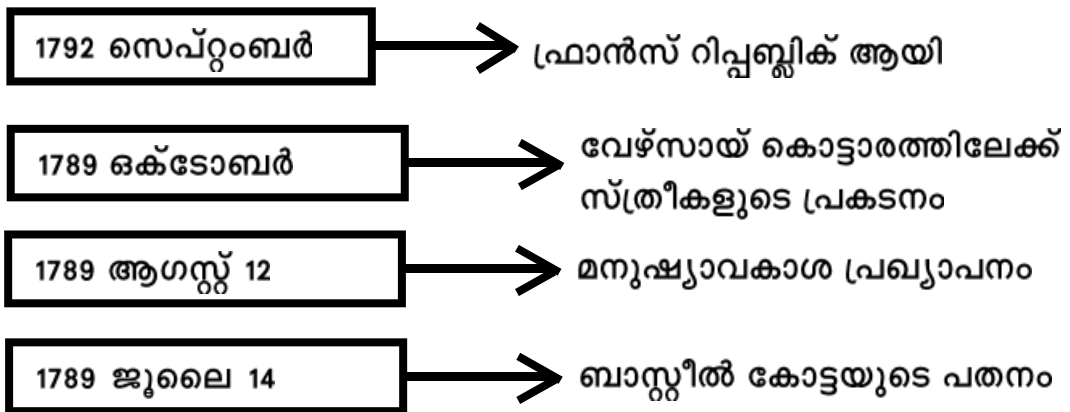 1792 സെപ്റ്റംബർ
ഫ്രാൻസ് റിപ്പബ്ലിക് ആയി
1789 ഒക്ടോബർ
വേഴ്സായ് കൊട്ടാരത്തിലേക്ക്
സ്ത്രീകളുടെ പ്രകടനം
1789 ആഗസ്റ്റ് 12
മനുഷ്യാവകാശ പ്രഖ്യാപനം
1789 ജൂലൈ 14
ബാസ്റ്റീൽ കോട്ടയുടെ പതനം